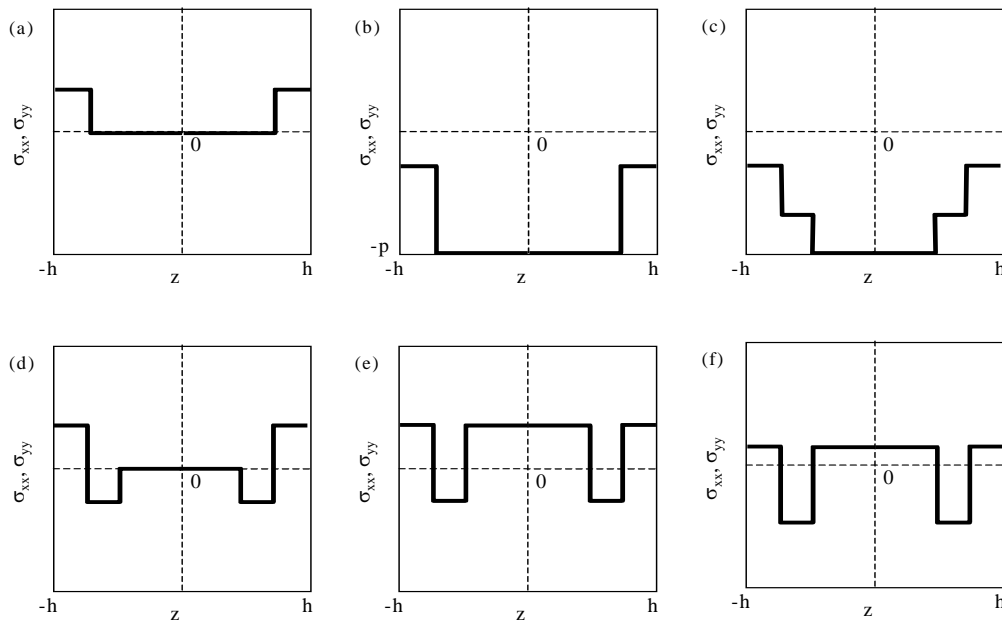 (a)
σxx, σyy
0
-h
z
h
(b)
σxx, σyy
0
-p
-h
z
h
(c)
σxx, σyy
0
-h
z
h
(d)
σxx, σyy
0
-h
z
h
(e)
σxx, σyy
0
-h
z
h
(f)
σxx, σyy
0
-h
z
h